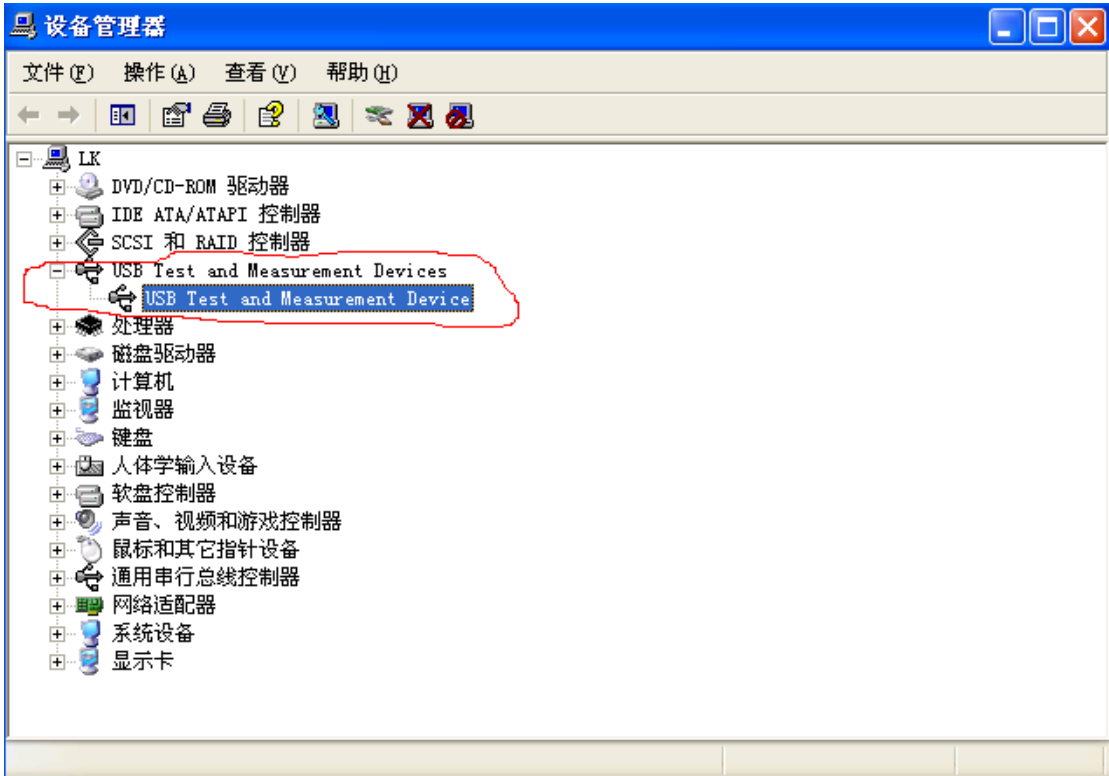 设备管理器
文件(F) 操作(A) 查看(V) 帮助(H)
LK
DVD/CD-ROM 驱动器
IDE ATA/ATAPI 控制器
SCSI 和 RAID 控制器
USB Test and Measurement Devices
USB Test and Measurement Device
处理器
磁盘驱动器
计算机
监视器
键盘
人体学输入设备
软盘控制器
声音、视频和游戏控制器
鼠标和其它指针设备
通用串行总线控制器
网络适配器
系统设备
显示卡